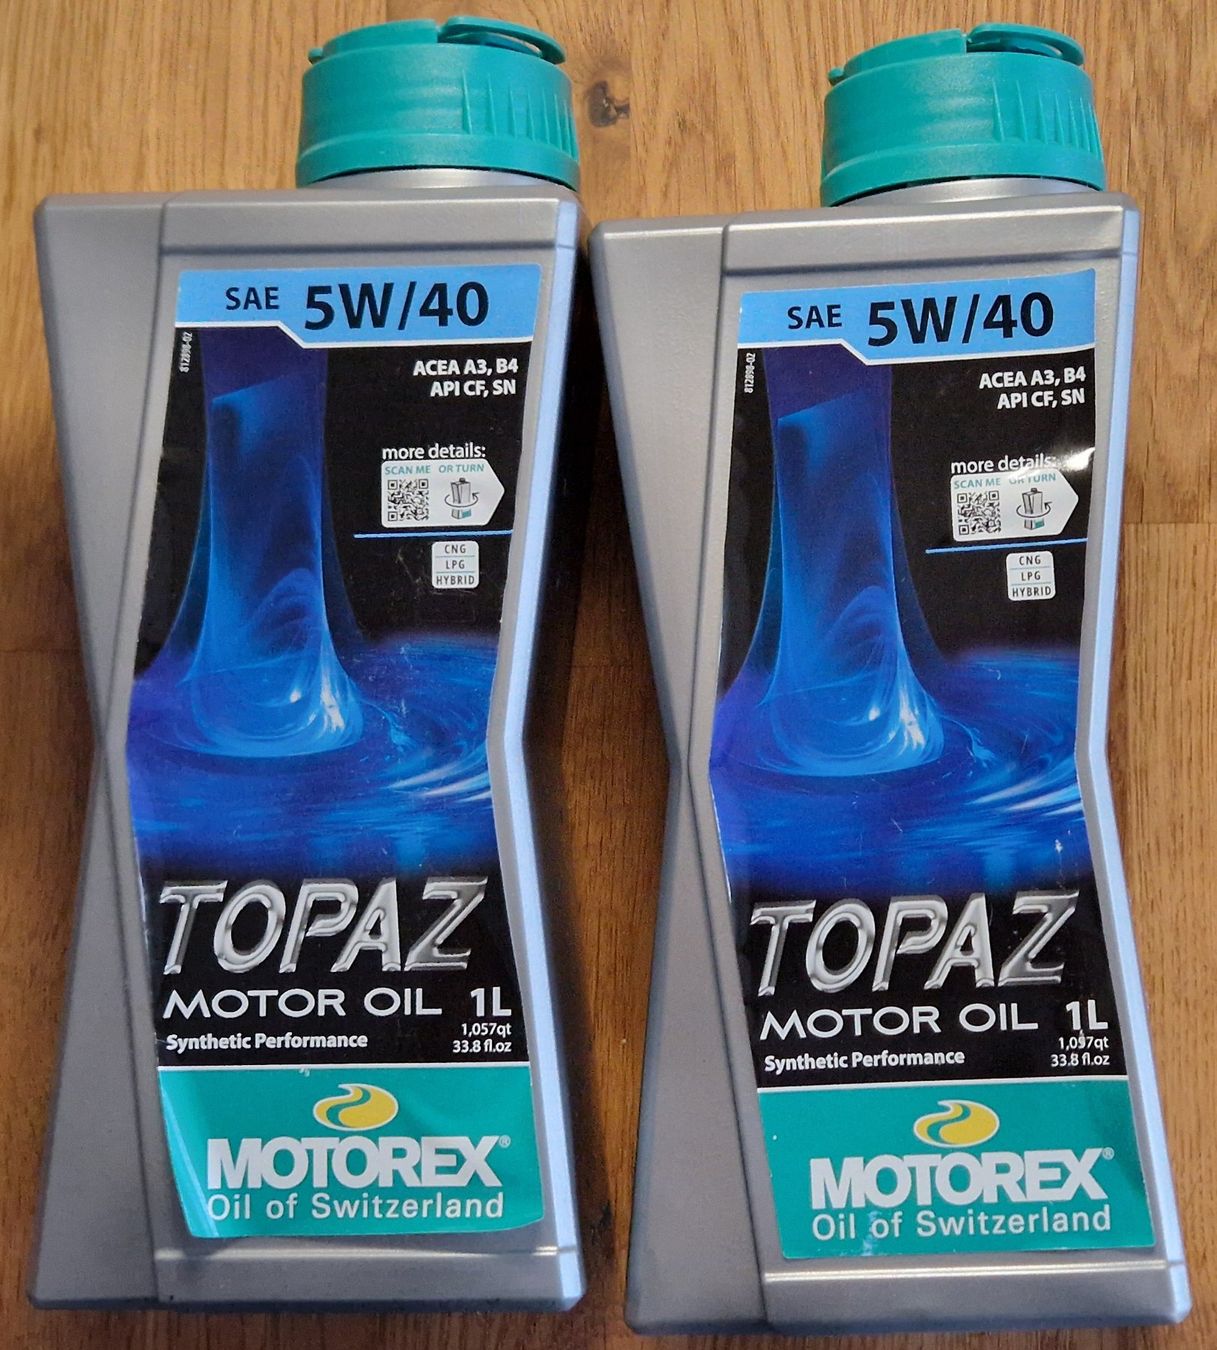 SAE 5W/40
812898-02
ACEA A3, B4
API CF, SN
more details:
SCAN ME OR TURN
CNG
LPG
HYBRID
TOPAZ
MOTOR OIL 1L
1,057qt
Synthetic Performance
33.8 fl.oz
MOTOREX®
Oil of Switzerland
SAE 5W/40
812898-02
ACEA A3, B4
API CF, SN
more details:
SCAN ME OR TURN
CNG
LPG
HYBRID
TOPAZ
MOTOR OIL 1L
1,057qt
Synthetic Performance
33.8 fl.oz
MOTOREX®
Oil of Switzerland